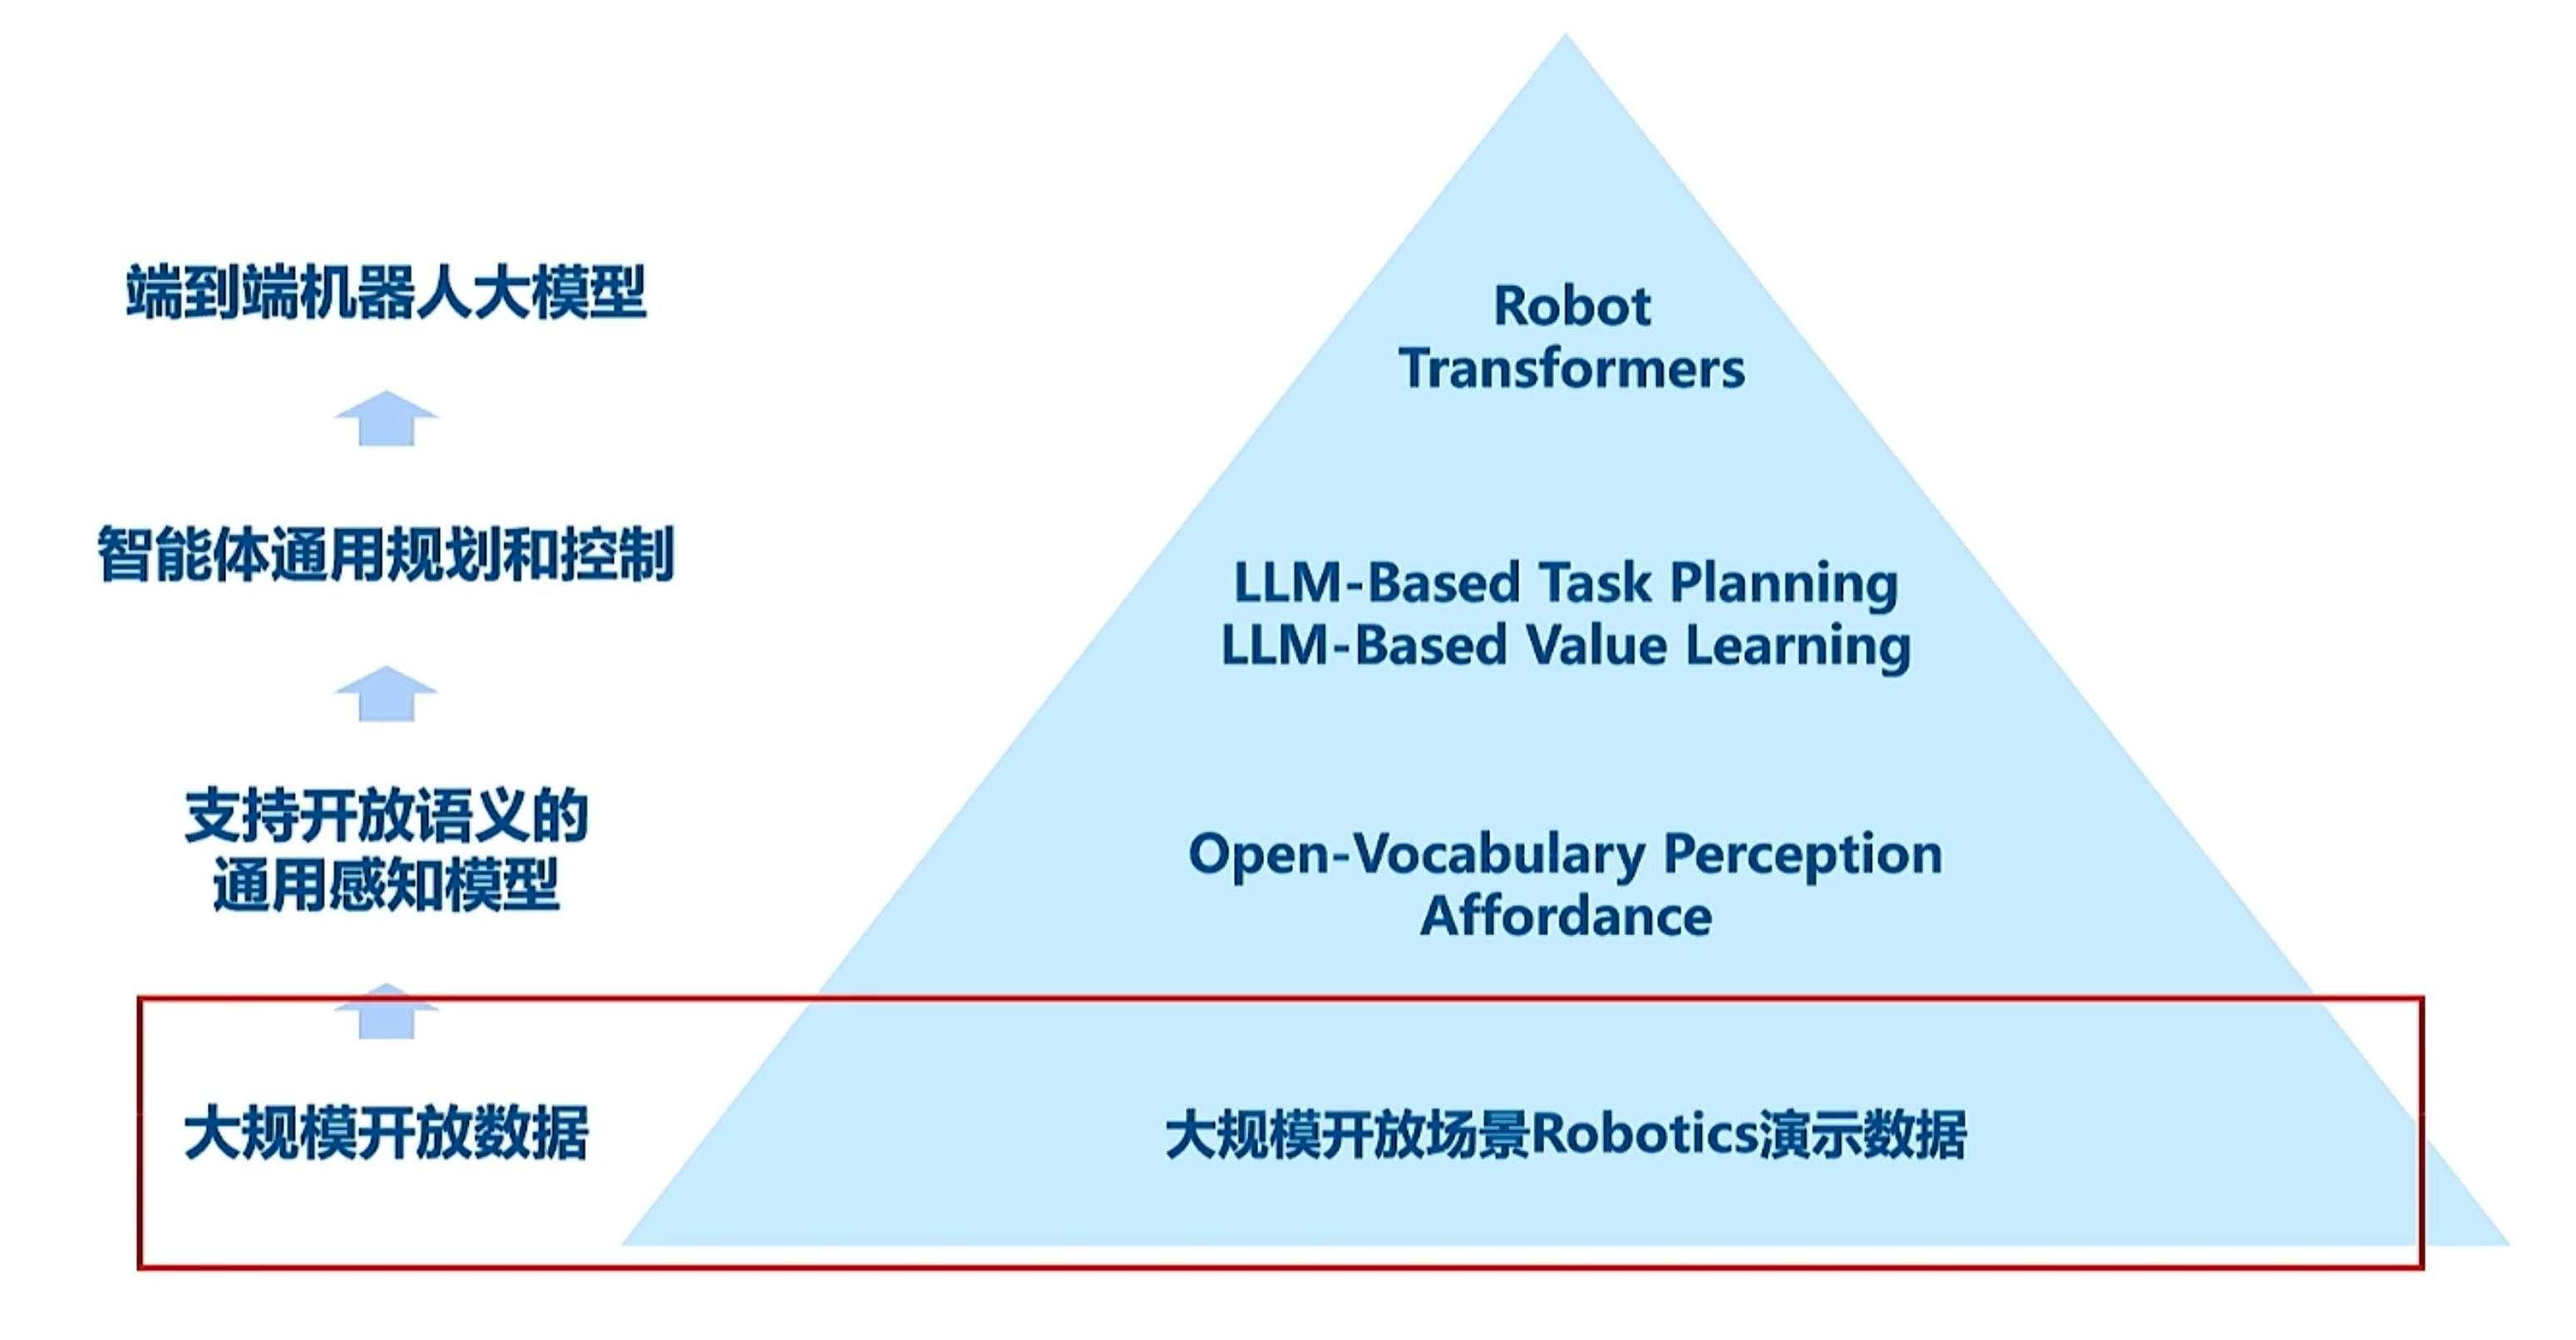 端到端机器人大模型
Robot
Transformers
智能体通用规划和控制
LLM-Based Task Planning
LLM-Based Value Learning
支持开放语义的
通用感知模型
Open-Vocabulary Perception
Affordance
大规模开放数据
大规模开放场景Robotics演示数据